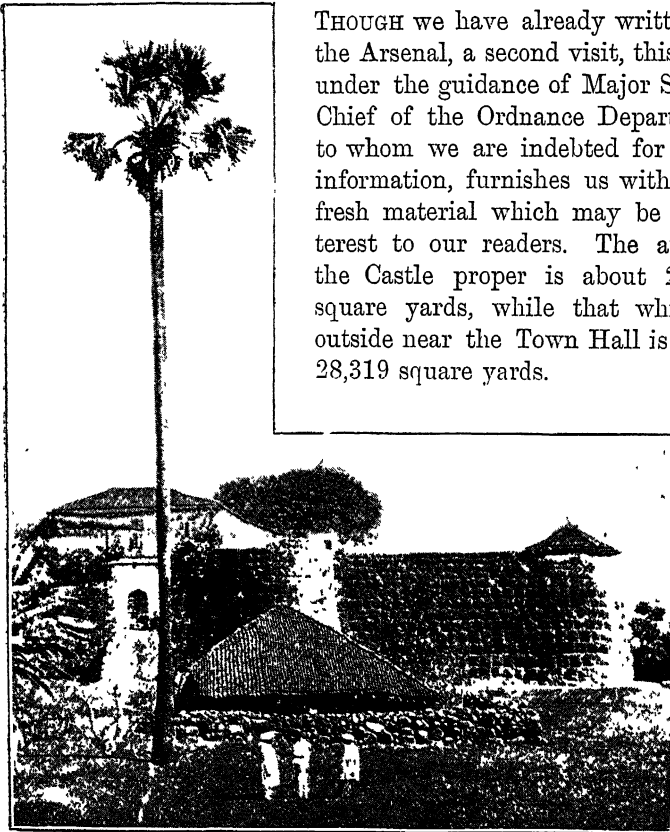 THOUGH we have already writt
the Arsenal, a second visit, this
under the guidance of Major S
Chief of the Ordnance Depar
to whom we are indebted for
information, furnishes us with
fresh material which may be
terest to our readers. The a
the Castle proper is about
square yards, while that whi
outside near the Town Hall is
28,319 square yards.